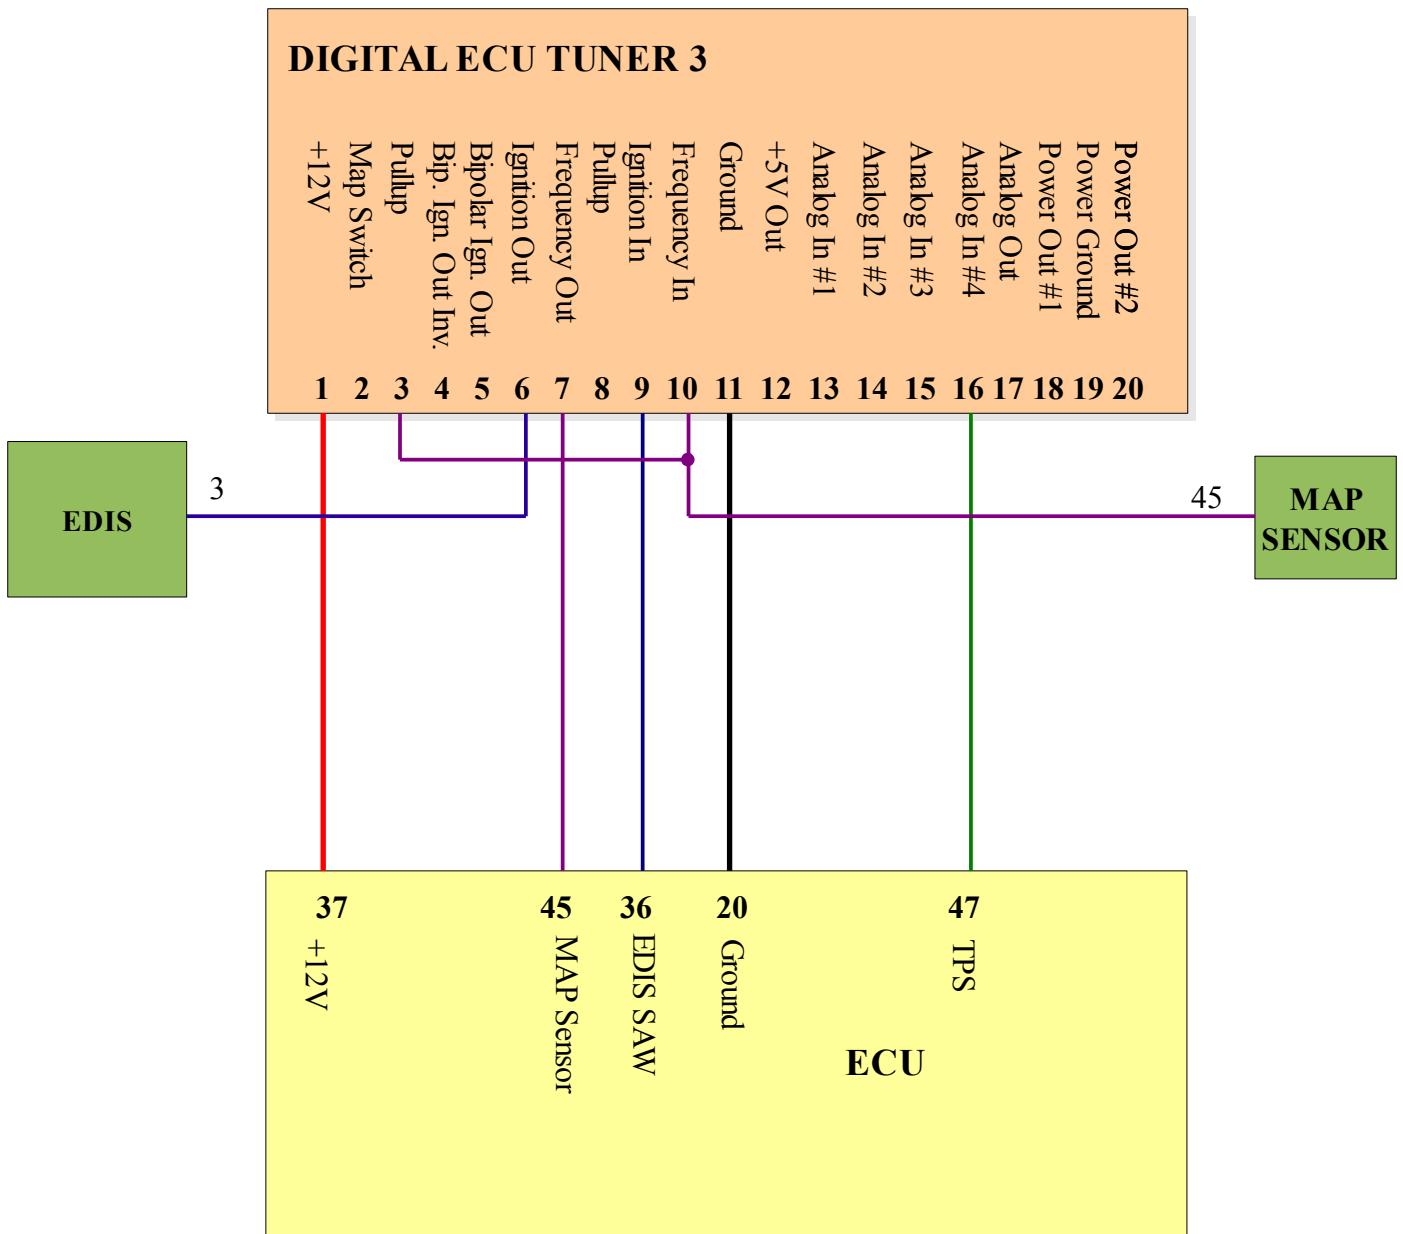 DIGITAL ECU TUNER 3
+12V
Map Switch
Pullup
Bip. Ign. Out Inv.
Bipolar Ign. Out
Ignition Out
Frequency Out
Pullup
Ignition In
Frequency In
Ground
+5V Out
Analog In #1
Analog In #2
Analog In #3
Analog In #4
Analog Out
Power Out #1
Power Ground
Power Out #2
1 2 3 4 5 6 7 8 9 10 11 12 13 14 15 16 17 18 19 20
3
EDIS
45
MAP
SENSOR
37 45 36 20 47
+12V
MAP Sensor
EDIS SAW
Ground
TPS
ECU